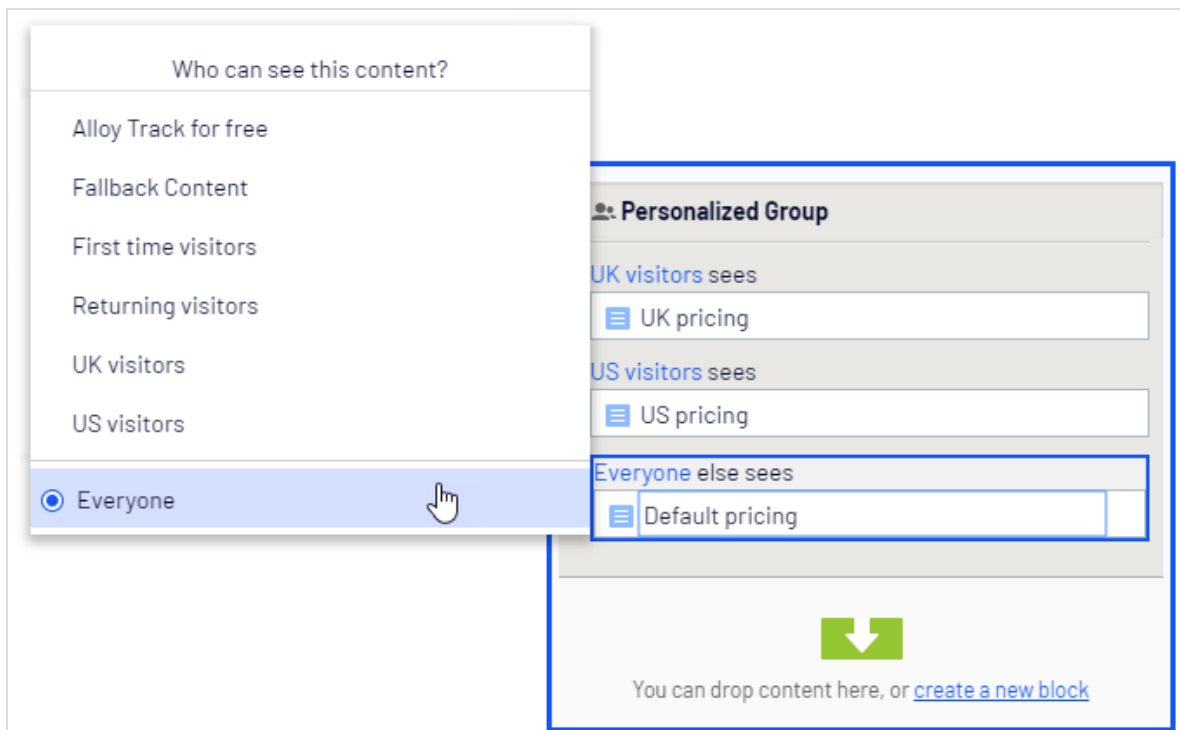 Who can see this content?
Alloy Track for free
Fallback Content
First time visitors
Returning visitors
UK visitors
US visitors
Everyone
Personalized Group
UK visitors sees
UK pricing
US visitors sees
US pricing
Everyone else sees
Default pricing
You can drop content here, or create a new block